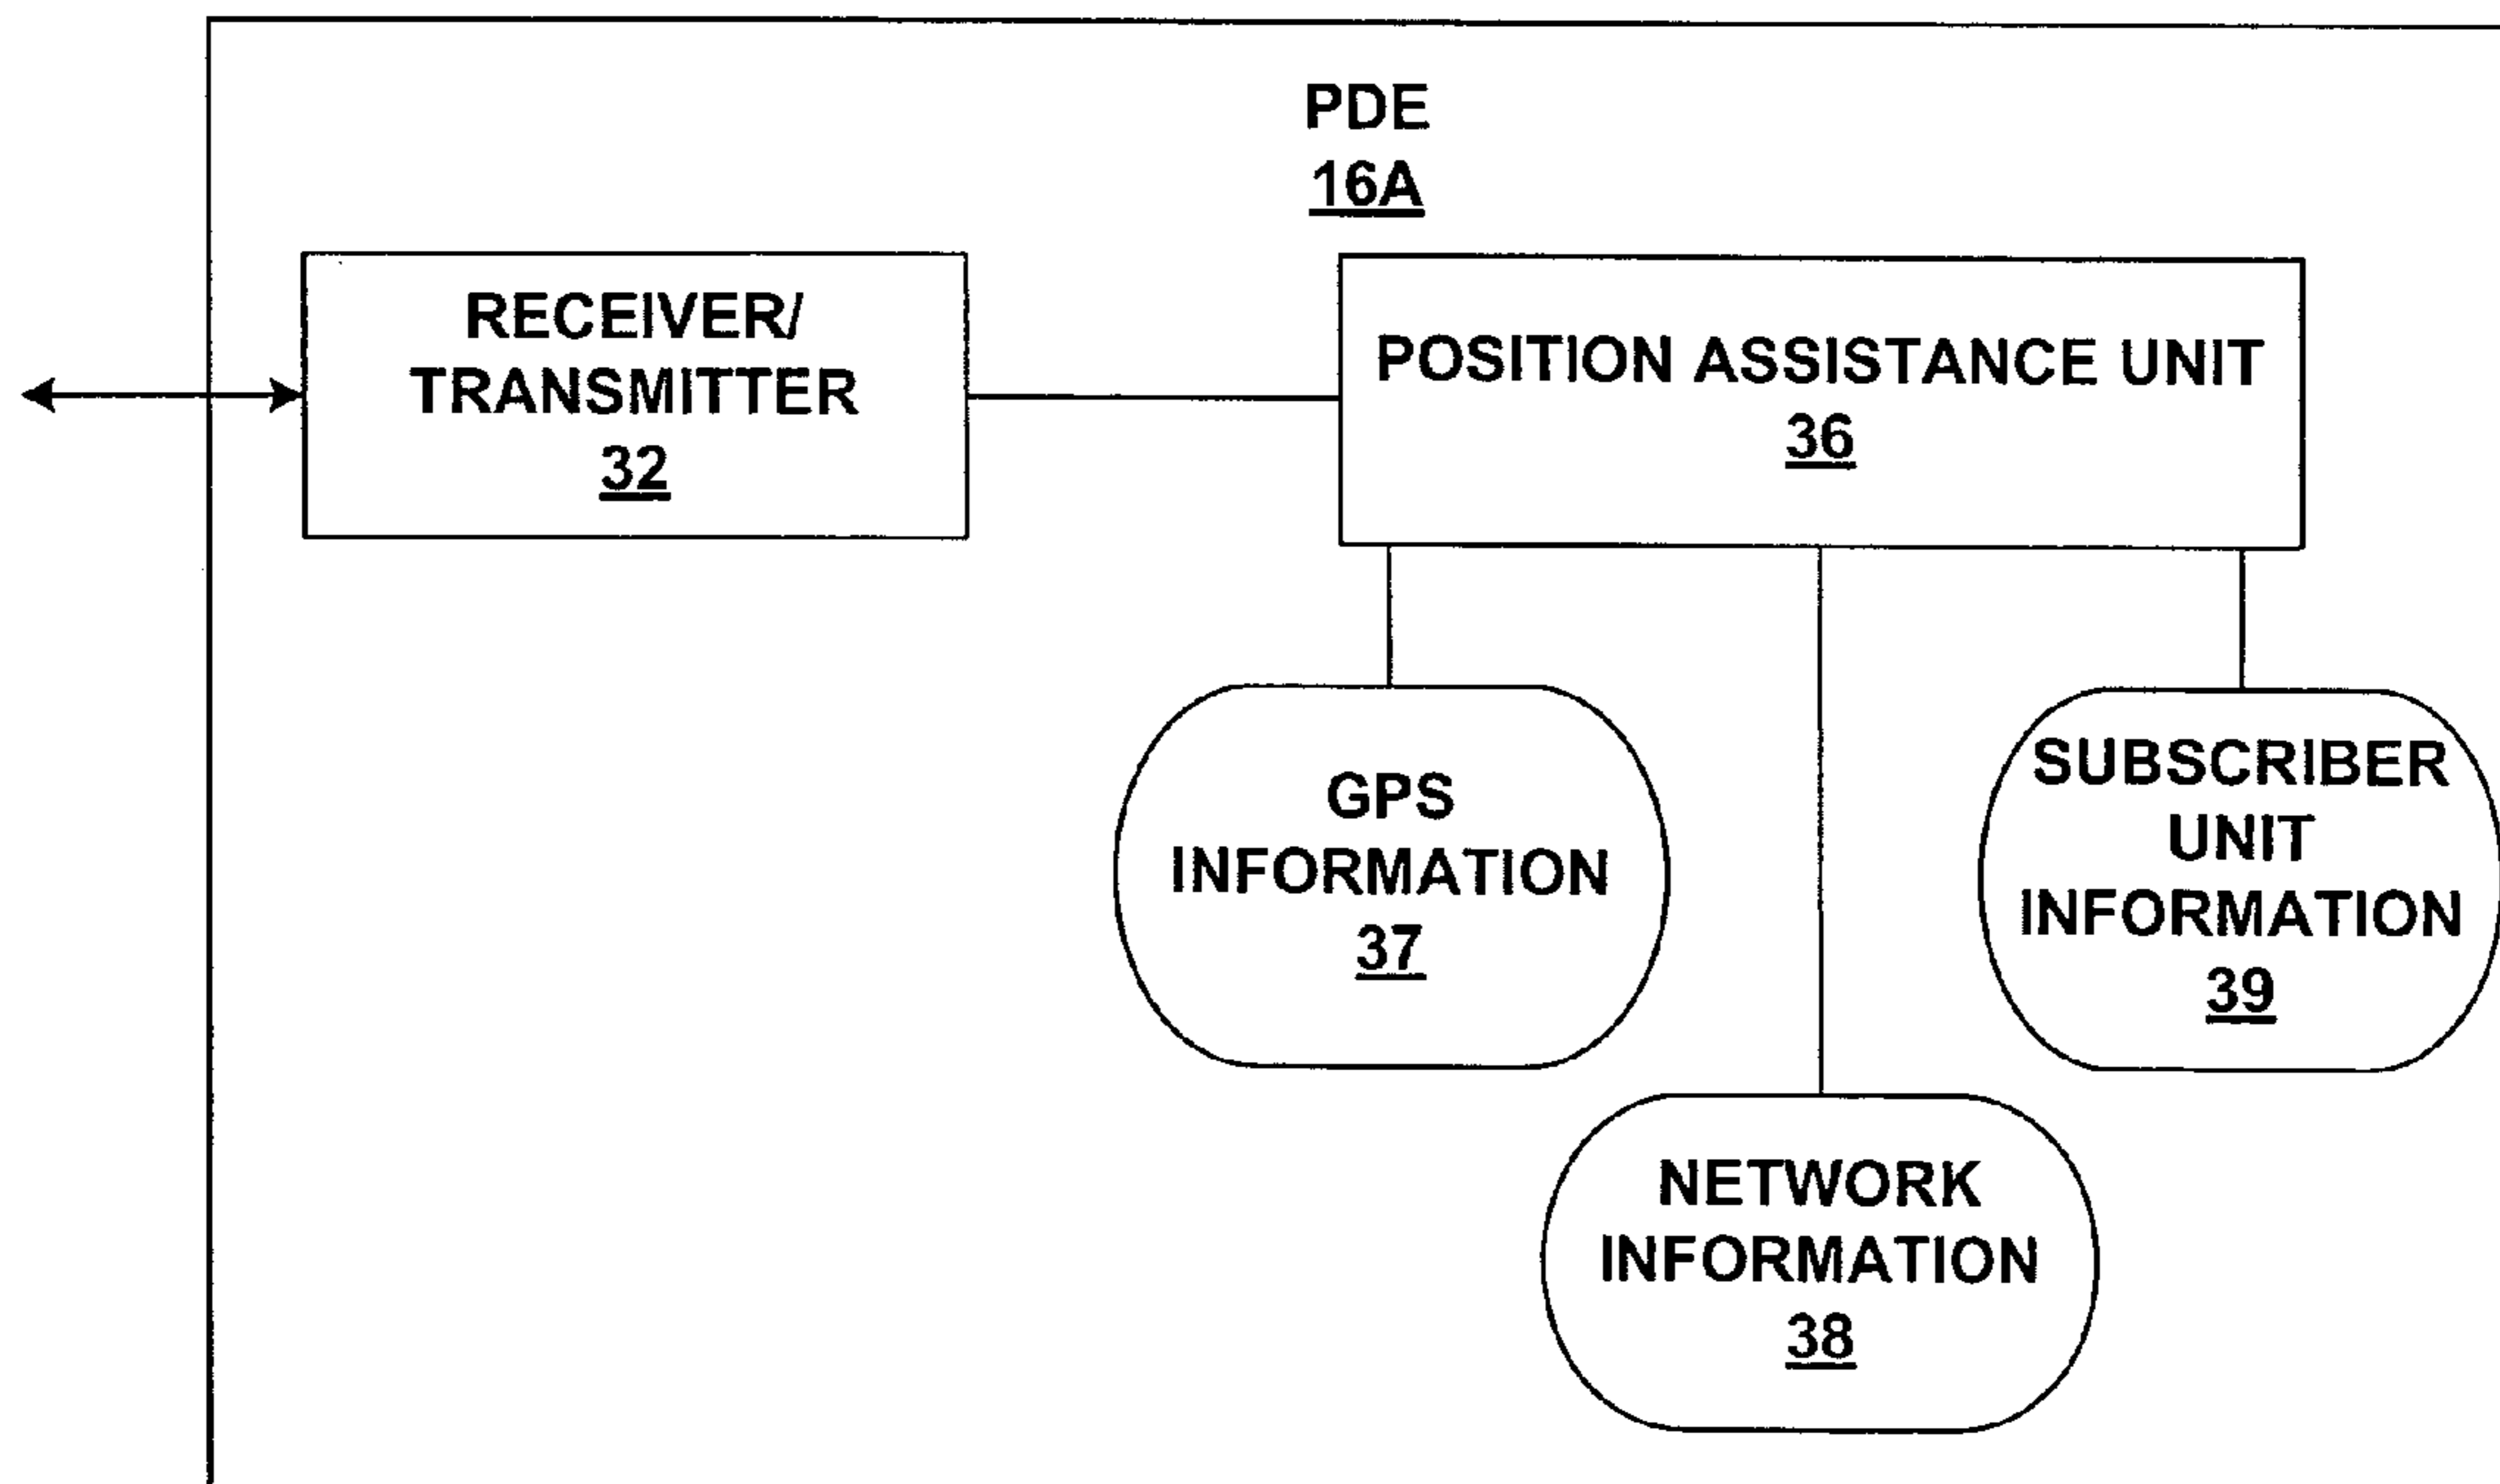 PDE
16A
RECEIVER/
TRANSMITTER
32
POSITION ASSISTANCE UNIT
36
GPS
INFORMATION
37
SUBSCRIBER
UNIT
INFORMATION
39
NETWORK
INFORMATION
38